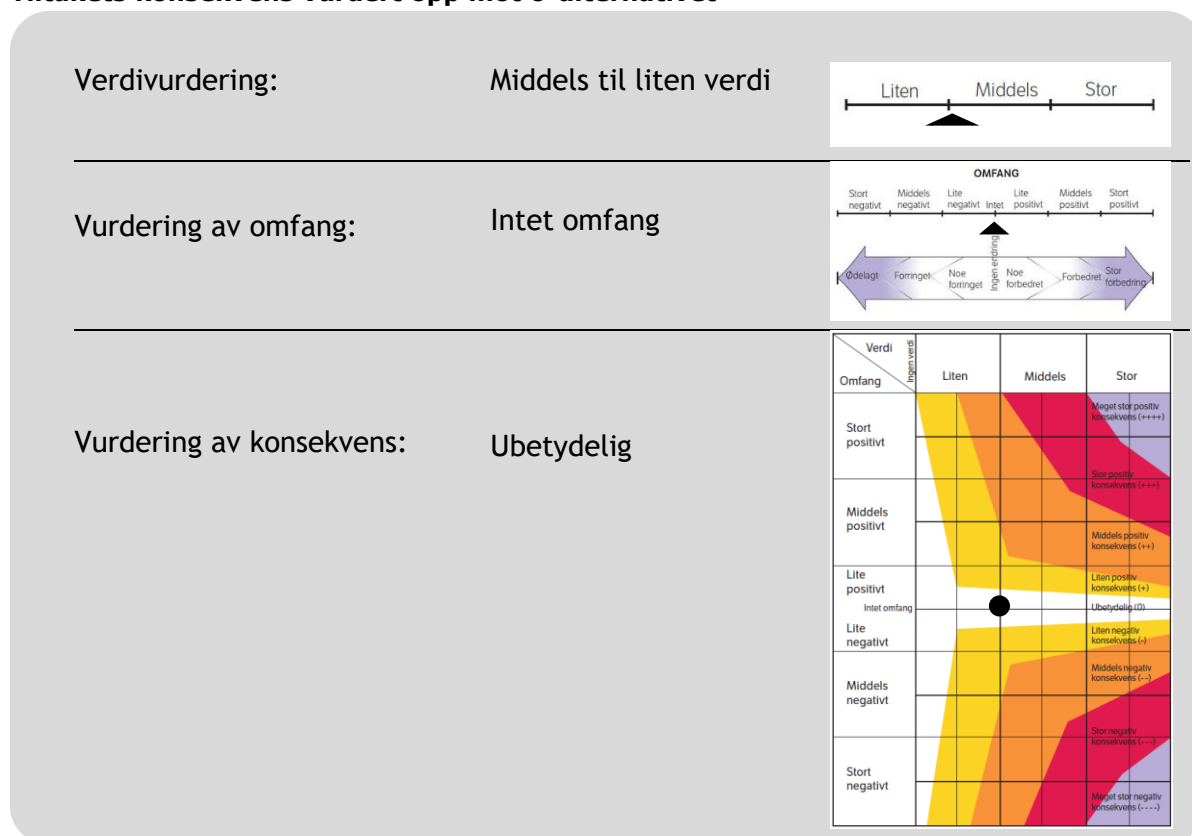 Verdivurdering:
Middels til liten verdi
Liten Middels Stor
Vurdering av omfang:
Intet omfang
OMFANG
Stort negativt
Middels negativt
Lite negativt
Intet
Lite positivt
Middels positivt
Stort positivt
Ødelagt
Forringet
Noe forringet
Ingen endring
Noe forbedret
Forbedret
Stor forbedring
Vurdering av konsekvens:
Ubetydelig
Verdi
Omfang
Ingen verdi
Liten
Middels
Stor
Stort
positivt
Meget stor positiv
konsekvens (++++)
Stor positiv
konsekvens (+++)
Middels
positivt
Middels positiv
konsekvens (++)
Lite
positivt
Liten positiv
konsekvens (+)
Intet omfang
Ubetydelig (0)
Lite
negativt
Liten negativ
konsekvens (-)
Middels
negativt
Middels negativ
konsekvens (--)
Stor negativ
konsekvens (---)
Stort
negativt
Meget stor negativ
konsekvens (----)